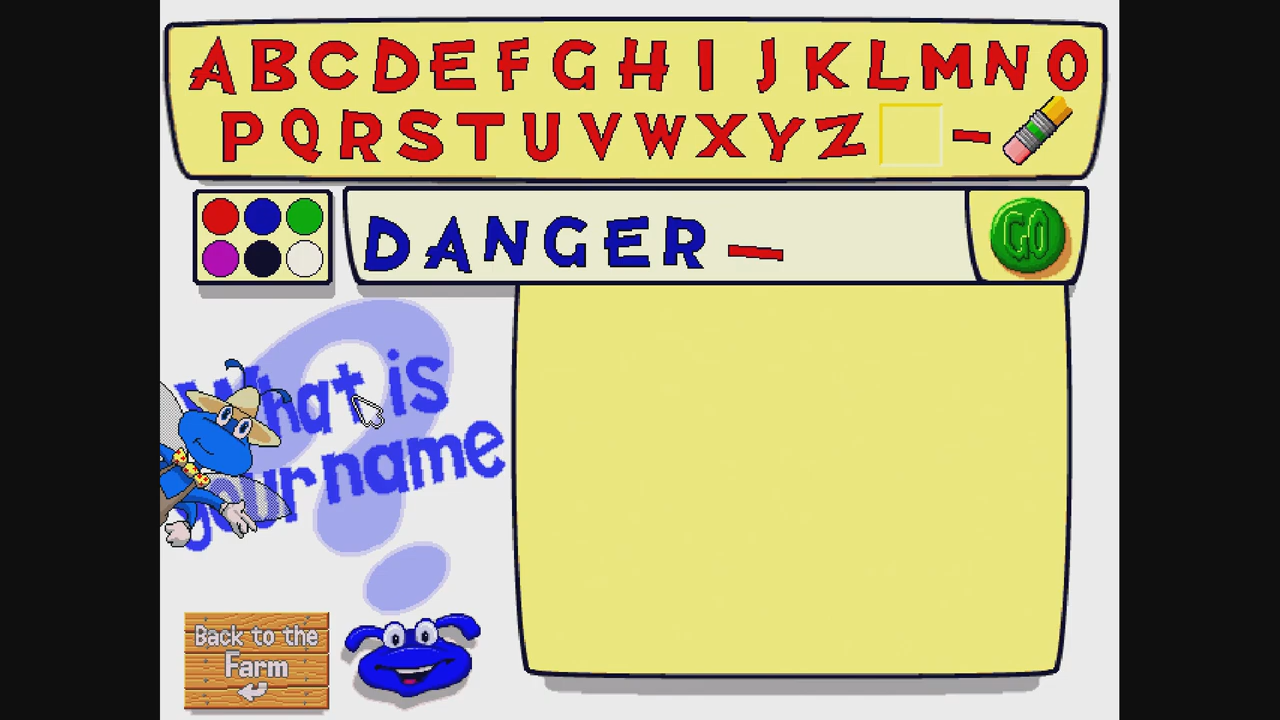 ABCDEFGHIJKLMNO
PQRSTUVWXYZ -
DANGER -
GO
What is
your name
Back to the
Farm